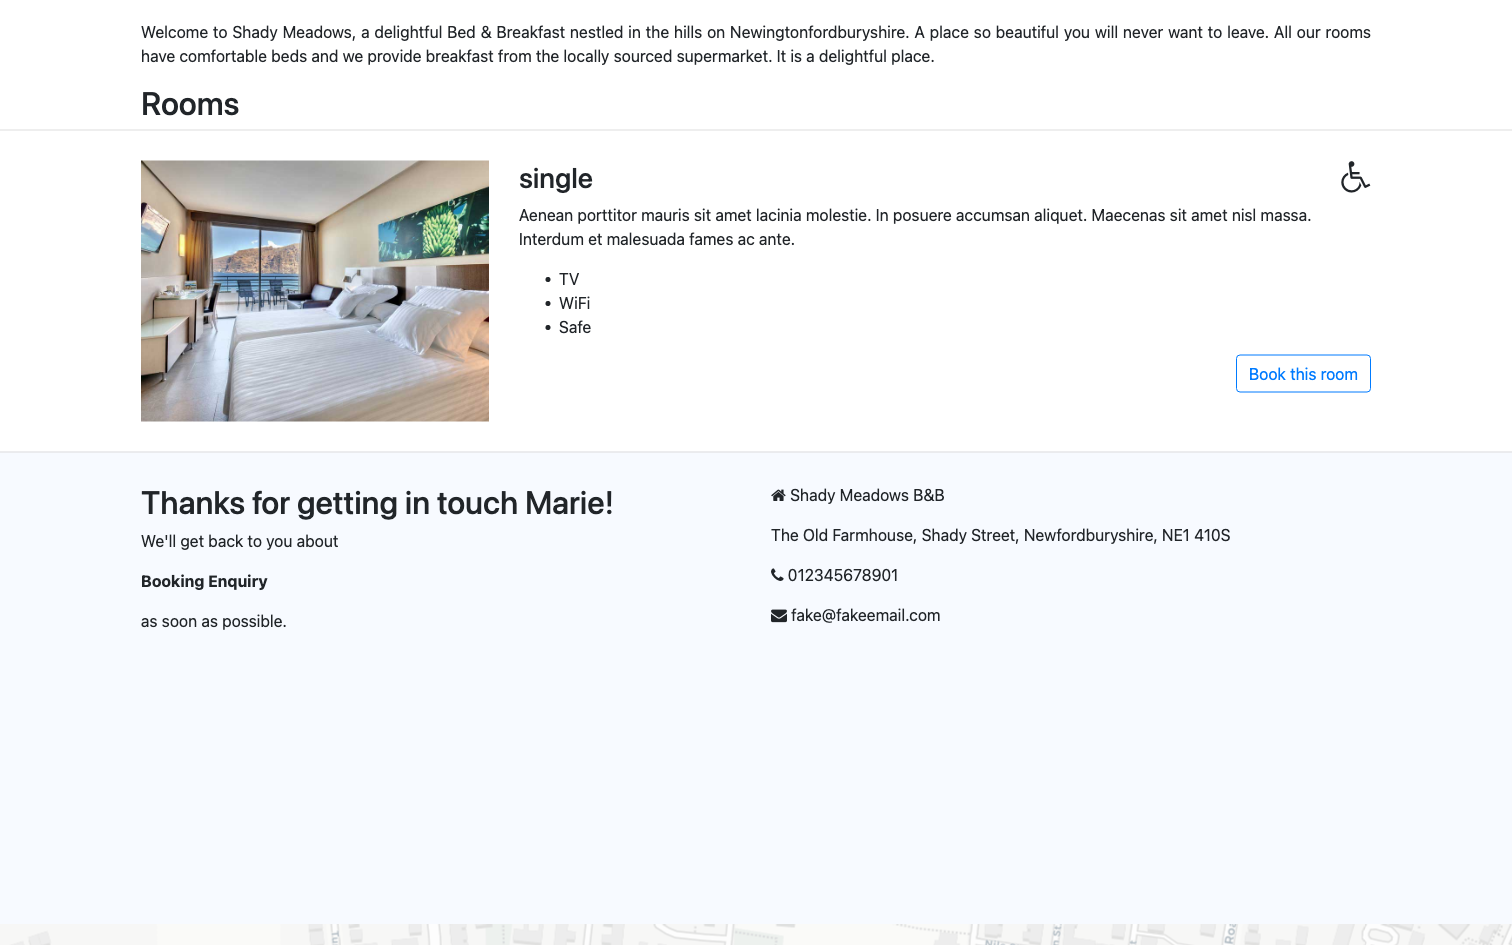 Welcome to Shady Meadows, a delightful Bed & Breakfast nestled in the hills on Newingtonfordburyshire. A place so beautiful you will never want to leave. All our rooms
have comfortable beds and we provide breakfast from the locally sourced supermarket. It is a delightful place.
Rooms
single
Aenean porttitor mauris sit amet lacinia molestie. In posuere accumsan aliquet. Maecenas sit amet nisl massa.
Interdum et malesuada fames ac ante.
• TV
• WiFi
• Safe
Book this room
Thanks for getting in touch Marie!
We'll get back to you about
Booking Enquiry
as soon as possible.
Shady Meadows B&B
The Old Farmhouse, Shady Street, Newfordburyshire, NE1 410S
012345678901
fake@fakeemail.com